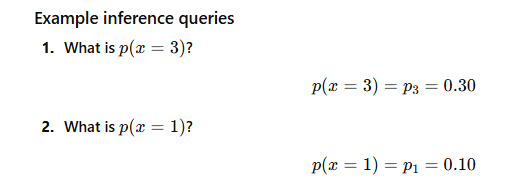 Example inference queries
1. What is p(x = 3)?
p(x = 3) = p₃ = 0.30
2. What is p(x = 1)?
p(x = 1) = p₁ = 0.10